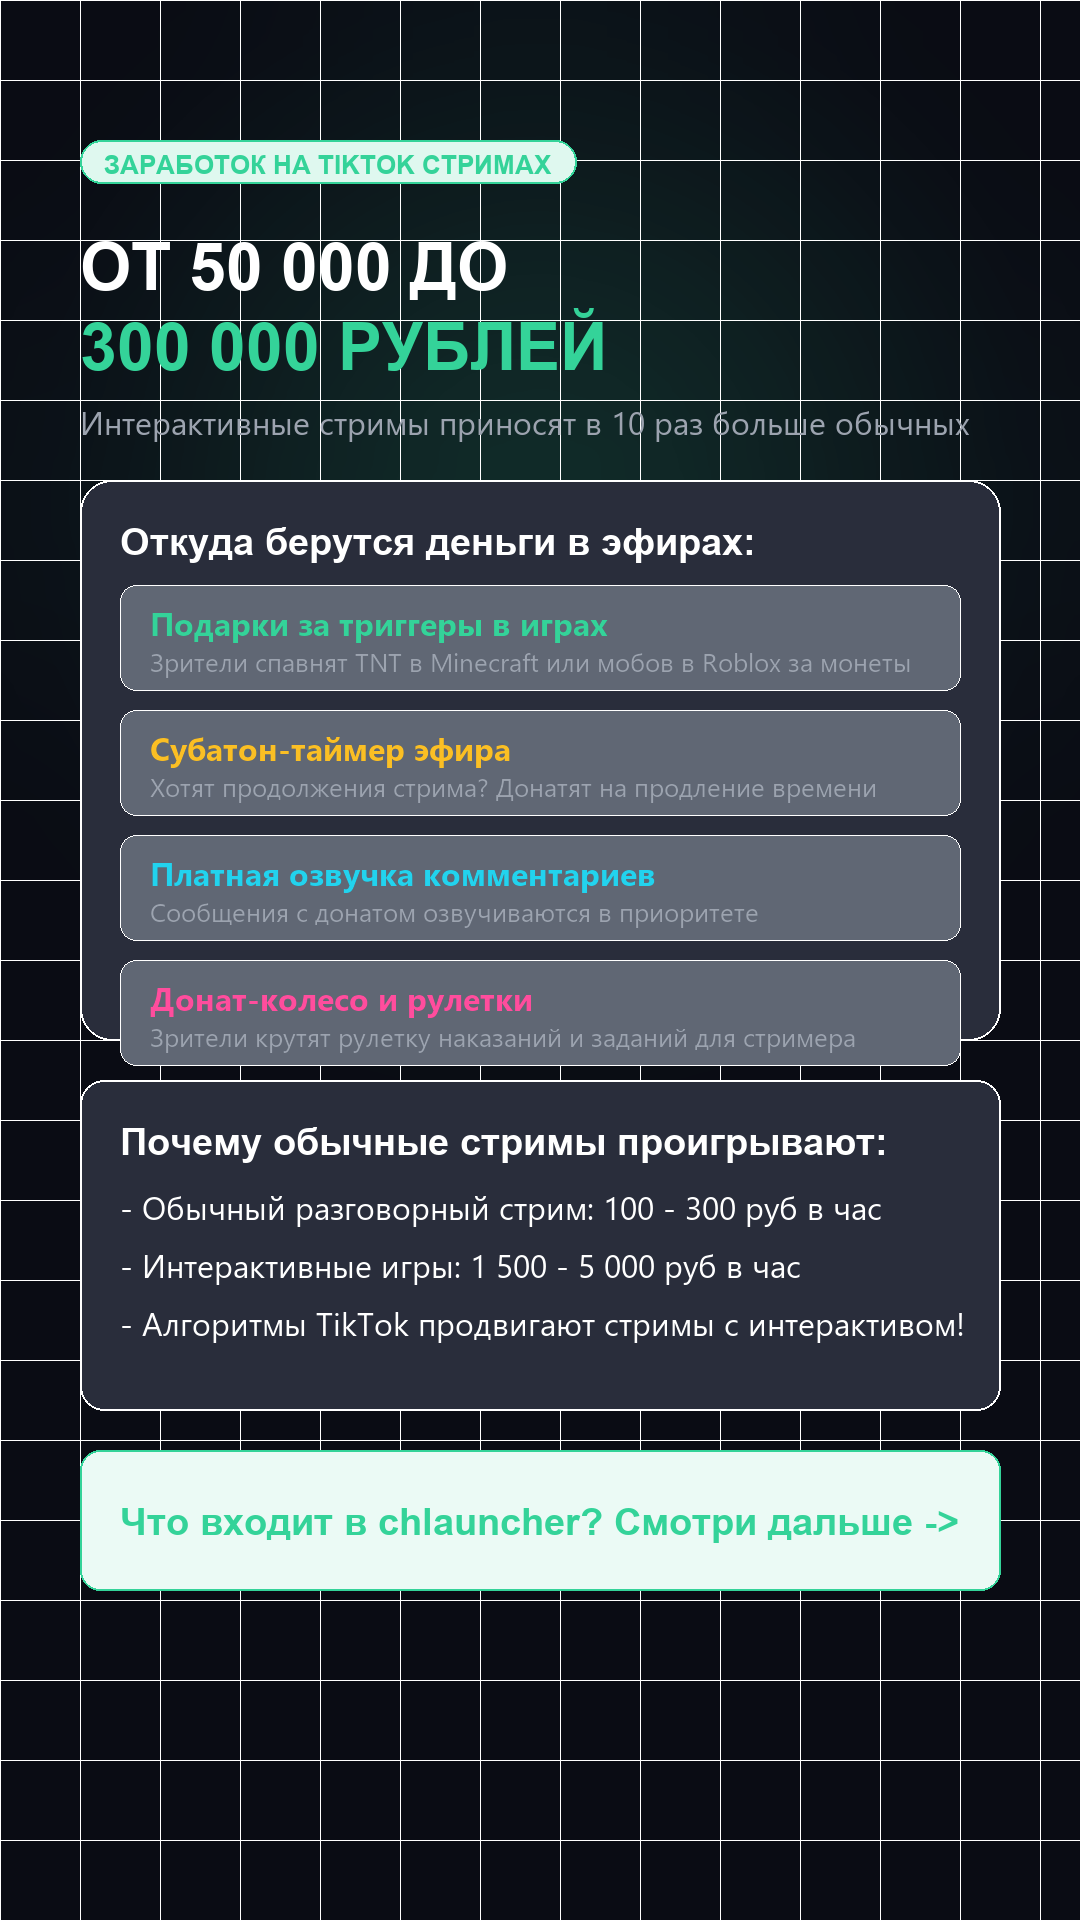 ЗАРАБОТОК НА TIKTOK СТРИМАХ
ОТ 50 000 ДО
300 000 РУБЛЕЙ
Интерактивные стримы приносят в 10 раз больше обычных
Откуда берутся деньги в эфирах:
Подарки за триггеры в играх
Зрители спавнят TNT в Minecraft или мобов в Roblox за монеты
Субатон-таймер эфира
Хотят продолжения стрима? Донатят на продление времени
Платная озвучка комментариев
Сообщения с донатом озвучиваются в приоритете
Донат-колесо и рулетки
Зрители крутят рулетку наказаний и заданий для стримера
Почему обычные стримы проигрывают:
- Обычный разговорный стрим: 100 - 300 руб в час
- Интерактивные игры: 1 500 - 5 000 руб в час
- Алгоритмы TikTok продвигают стримы с интерактивом!
Что входит в chlauncher? Смотри дальше ->